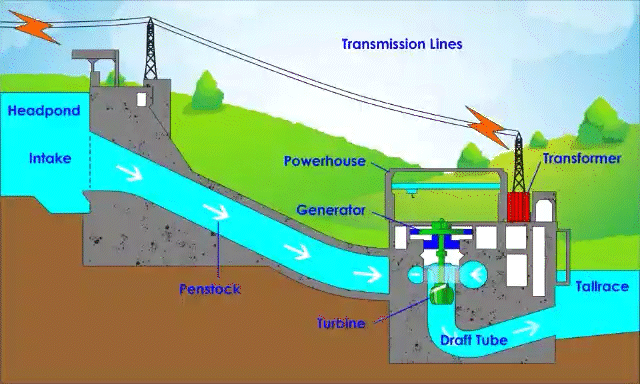 Transmission Lines
Headpond
Intake
Powerhouse
Transformer
Generator
Penstock
Tailrace
Turbine
Draft Tube